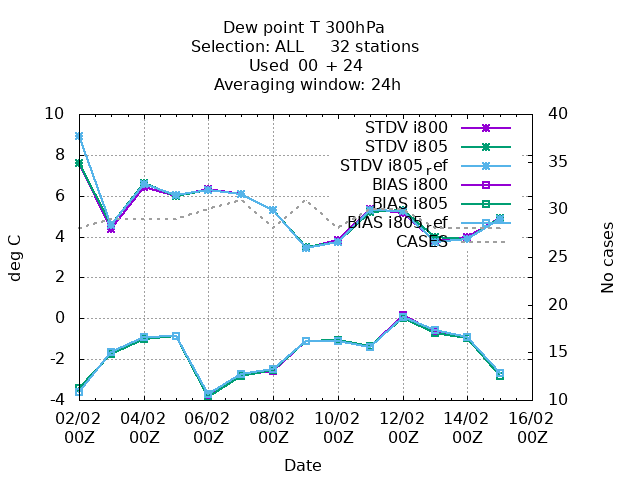 Dew point T 300hPa
Selection: ALL 32 stations
Used 00 + 24
Averaging window: 24h
10 40
STDV i800
STDV i805
8 35
STDV i805ref
BIAS i800
6 30
BIAS i805
BIAS i805ref
CASES
4 25
2 20
0
-2 15
-4 10
deg C
No cases
02/02 04/02 06/02 08/02 10/02 12/02 14/02 16/02
00Z 00Z 00Z 00Z 00Z 00Z 00Z 00Z
Date